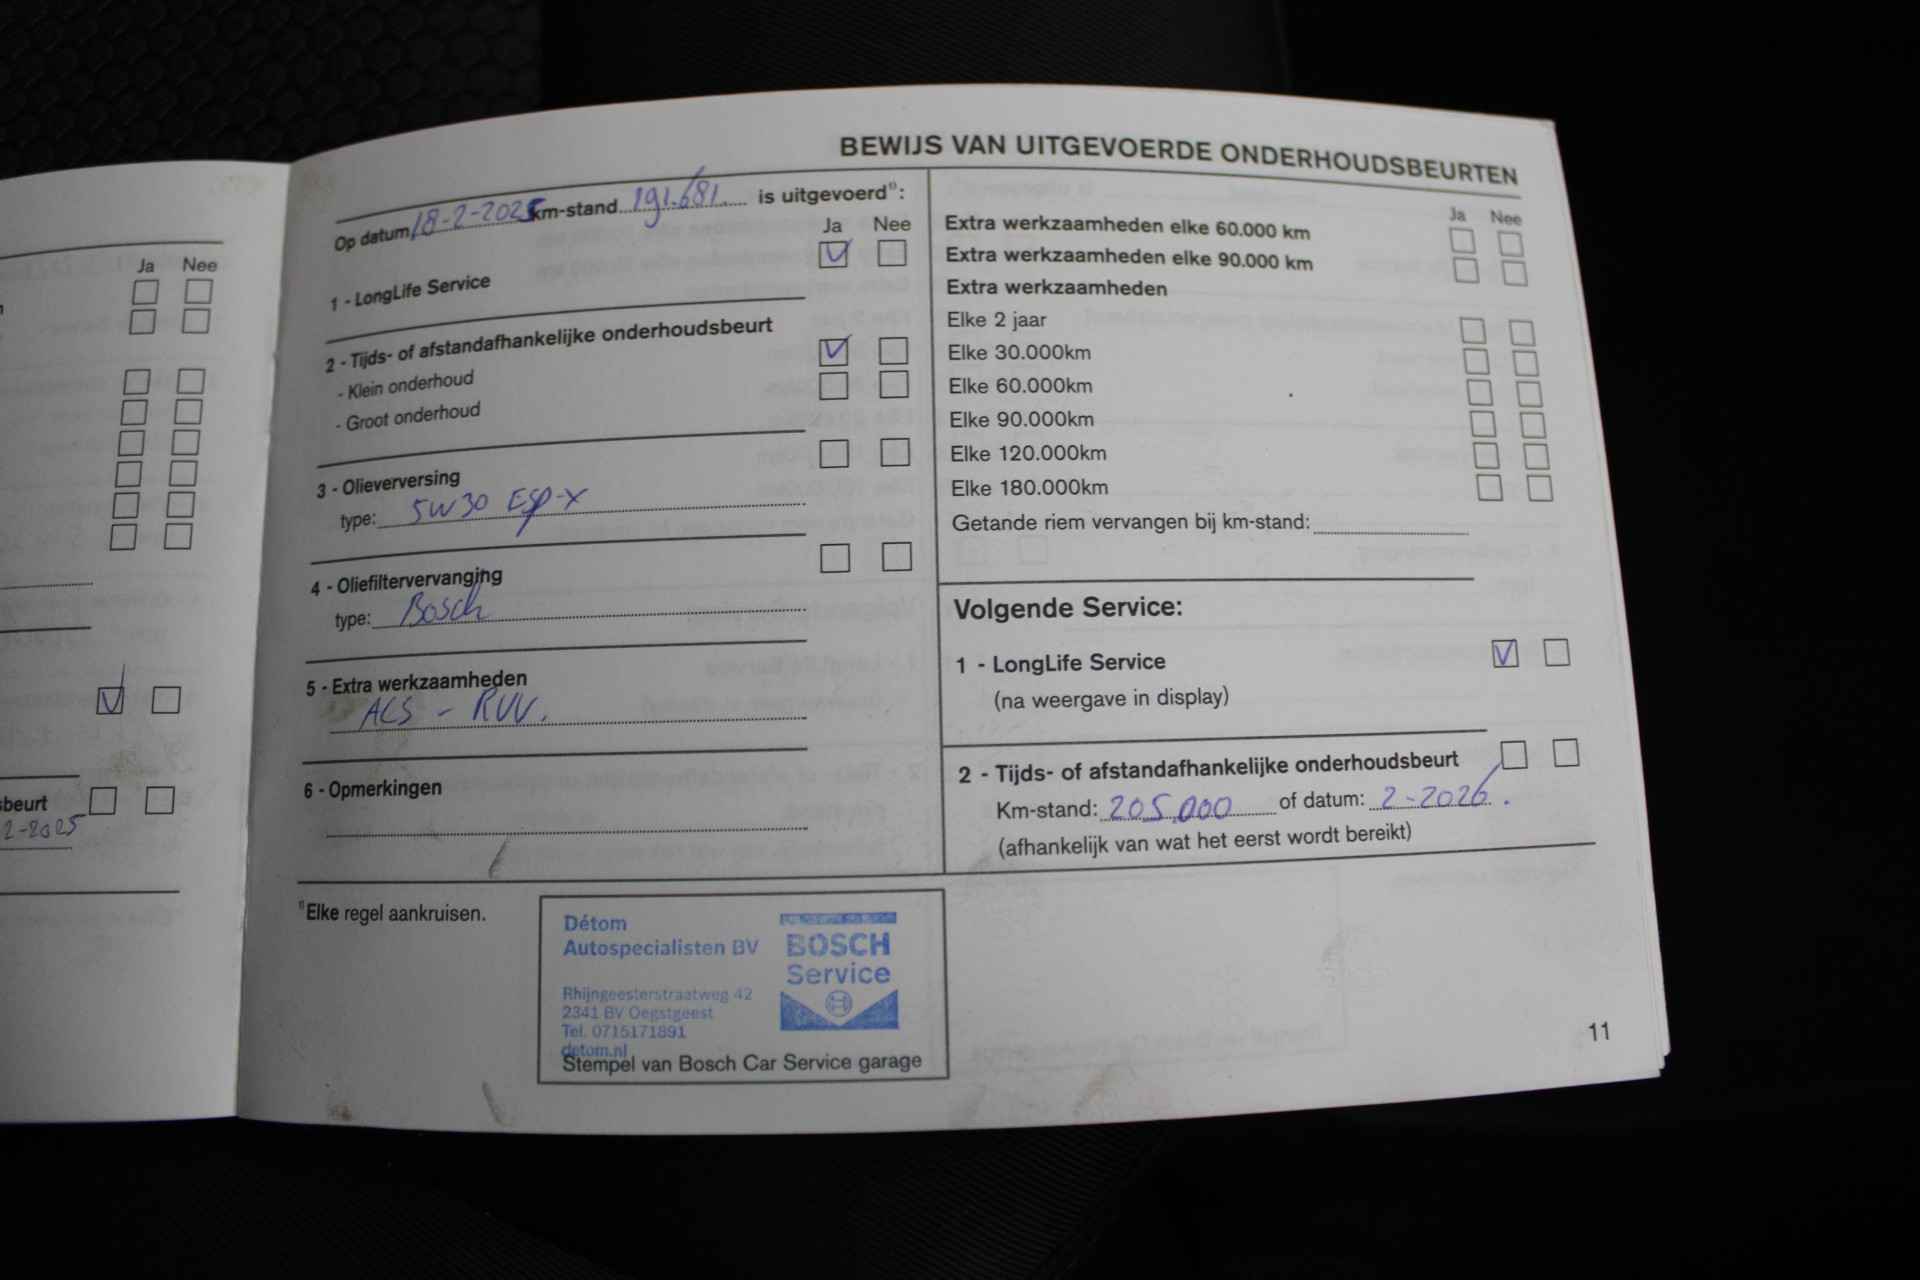 Ja Nee
sbeurt
2-2025
BEWIJS VAN UITGEVOERDE ONDERHOUDSBEURTEN
Op datum 18-2-2025 km-stand 191.681 is uitgevoerd¹⁾:
Ja Nee
1 - LongLife Service
2 - Tijds- of afstandafhankelijke onderhoudsbeurt
- Klein onderhoud
- Groot onderhoud
3 - Olieverversing
type: 5W30 ESP-X
4 - Oliefiltervervanging
type: Bosch
5 - Extra werkzaamheden
ACS - RVV.
6 - Opmerkingen
¹⁾Elke regel aankruisen.
Détom
Autospecialisten BV
Rhijngeesterstraatweg 42
2341 BV Oegstgeest
Tel. 0715171891
detom.nl
BOSCH
Service
Stempel van Bosch Car Service garage
Ja Nee
Extra werkzaamheden elke 60.000 km
Extra werkzaamheden elke 90.000 km
Extra werkzaamheden
Elke 2 jaar
Elke 30.000km
Elke 60.000km
Elke 90.000km
Elke 120.000km
Elke 180.000km
Getande riem vervangen bij km-stand:
Volgende Service:
1 - LongLife Service
(na weergave in display)
2 - Tijds- of afstandafhankelijke onderhoudsbeurt
Km-stand: 205.000 of datum: 2-2026.
(afhankelijk van wat het eerst wordt bereikt)
11